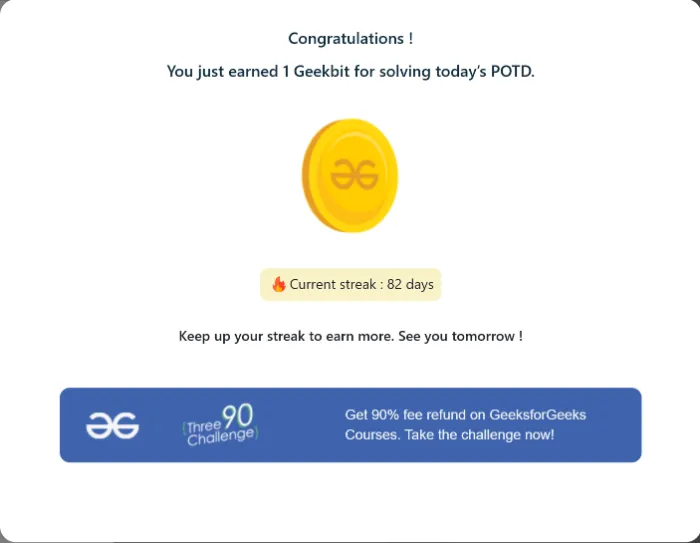 Congratulations !
You just earned 1 Geekbit for solving today's POTD.
Current streak : 82 days
Keep up your streak to earn more. See you tomorrow !
{Three 90
Challenge}
Get 90% fee refund on GeeksforGeeks
Courses. Take the challenge now!